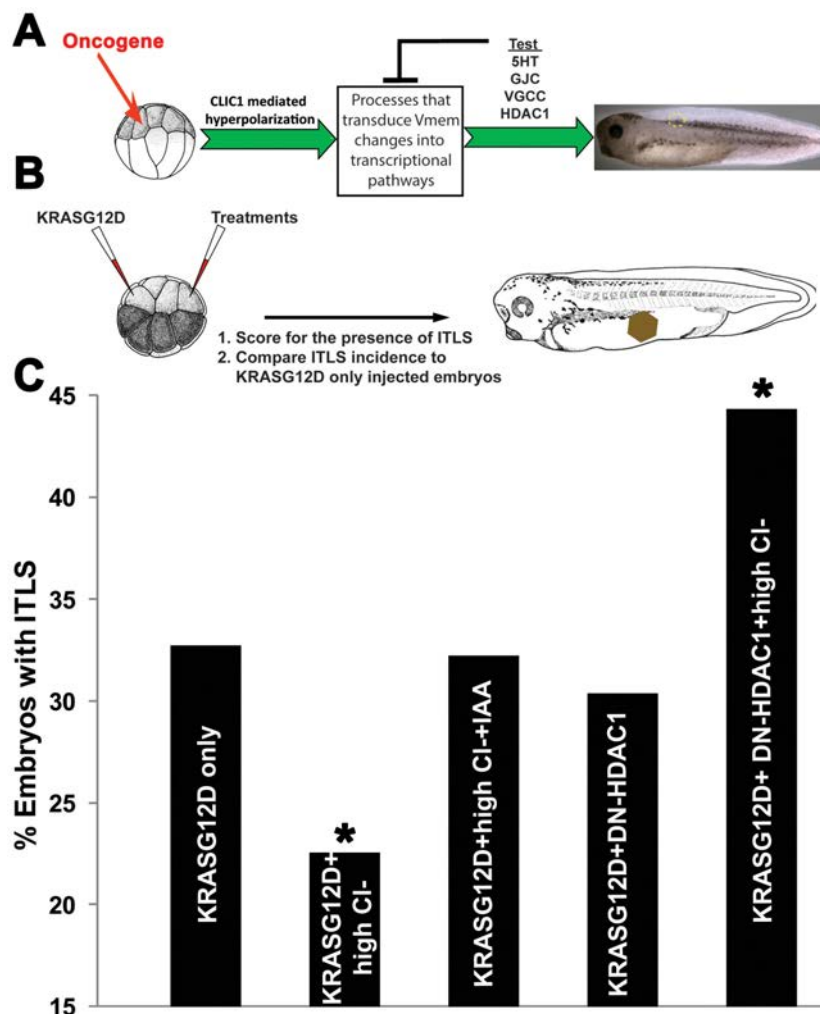 A
Oncogene
CLIC1 mediated
hyperpolarization
Processes that
transduce Vmem
changes into
transcriptional
pathways
Test
5HT
GJC
VGCC
HDAC1
B
KRASG12D
Treatments
1. Score for the presence of ITLS
2. Compare ITLS incidence to
KRASG12D only injected embryos
C
% Embryos with ITLS
45
40
35
30
25
20
15
KRASG12D only
*
KRASG12D+
high Cl-
KRASG12D+high Cl-+IAA
KRASG12D+DN-HDAC1
*
KRASG12D+ DN-HDAC1+high Cl-